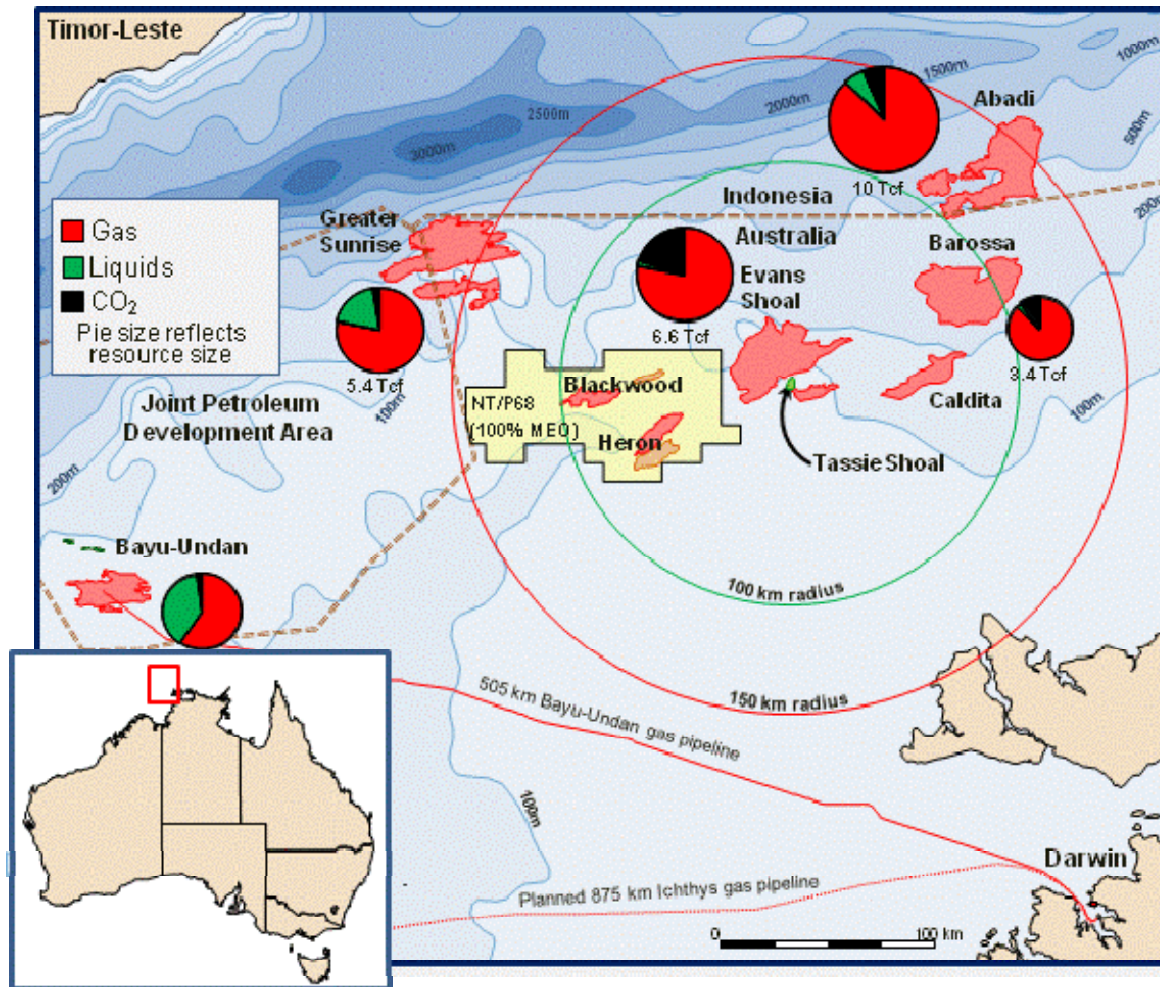 Timor-Leste
1000m
1500m
2000m
2500m
3000m
500m
200m
Abadi
10 Tcf
Indonesia
Australia
Gas
Liquids
CO₂
Pie size reflects
resource size
Greater
Sunrise
5.4 Tcf
Evans
Shoal
6.6 Tcf
Barossa
3.4 Tcf
Caldita
100m
Joint Petroleum
Development Area
180m
200m
NT/P68
(100% MEO)
Blackwood
Heron
Tassie Shoal
Bayu-Undan
100 km radius
150 km radius
505 km Bayu-Undan gas pipeline
100m
Planned 875 km Ichthys gas pipeline
Darwin
0
100 km